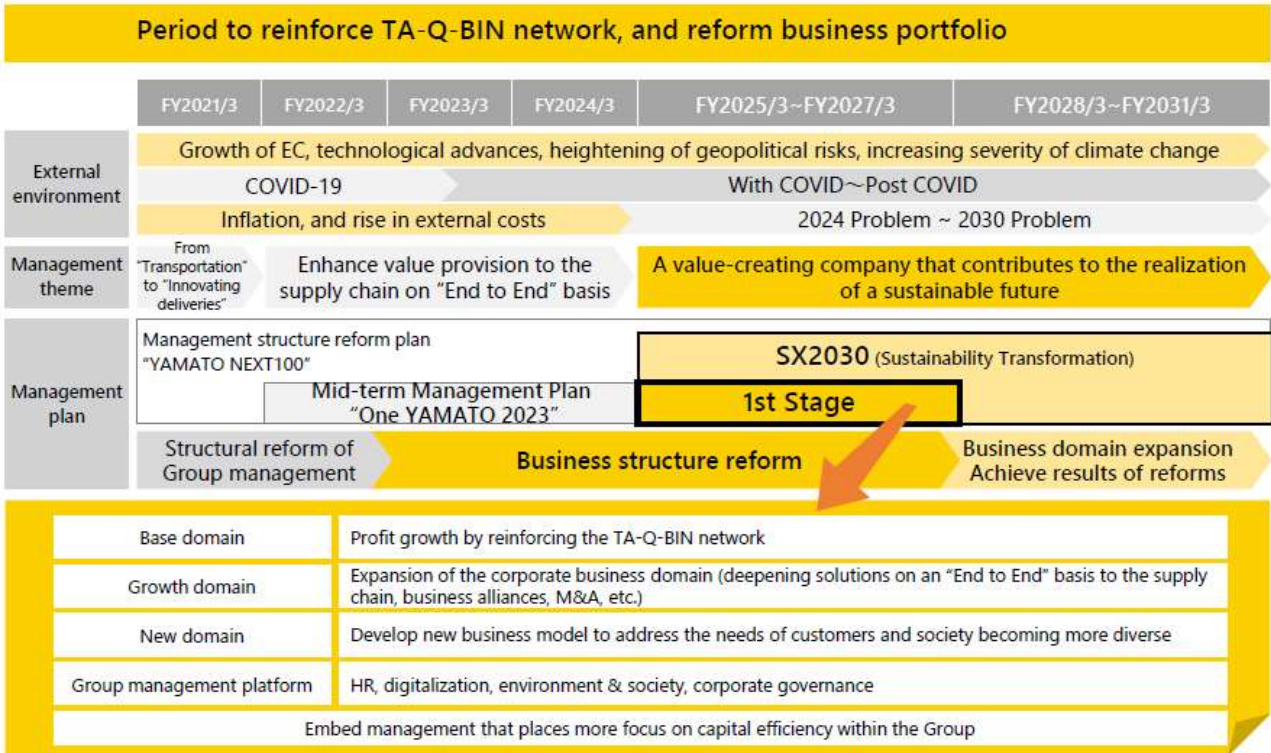 Period to reinforce TA-Q-BIN network, and reform business portfolio
FY2021/3
FY2022/3
FY2023/3
FY2024/3
FY2025/3~FY2027/3
FY2028/3~FY2031/3
External
environment
Growth of EC, technological advances, heightening of geopolitical risks, increasing severity of climate change
COVID-19
With COVID～Post COVID
Inflation, and rise in external costs
2024 Problem ~ 2030 Problem
Management
theme
From
"Transportation"
to "Innovating
deliveries"
Enhance value provision to the
supply chain on "End to End" basis
A value-creating company that contributes to the realization
of a sustainable future
Management
plan
Management structure reform plan
"YAMATO NEXT100"
Mid-term Management Plan
"One YAMATO 2023"
SX2030 (Sustainability Transformation)
1st Stage
Structural reform of
Group management
Business structure reform
Business domain expansion
Achieve results of reforms
Base domain
Profit growth by reinforcing the TA-Q-BIN network
Growth domain
Expansion of the corporate business domain (deepening solutions on an "End to End" basis to the supply
chain, business alliances, M&A, etc.)
New domain
Develop new business model to address the needs of customers and society becoming more diverse
Group management platform
HR, digitalization, environment & society, corporate governance
Embed management that places more focus on capital efficiency within the Group